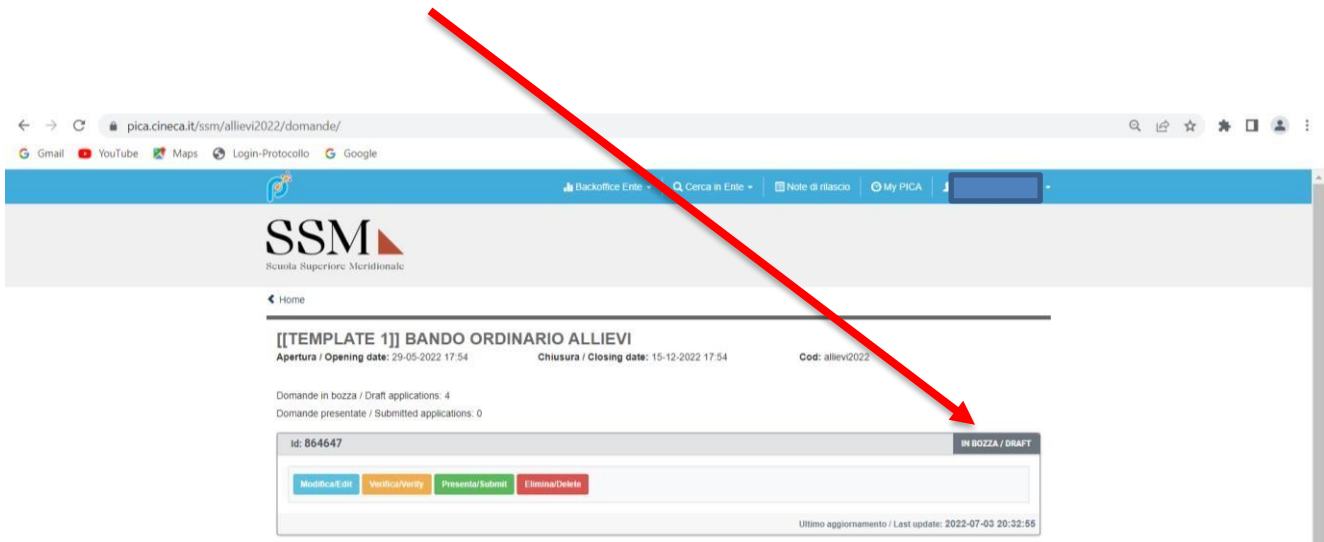 pica.cineca.it/ssm/allievi2022/domande/
Gmail YouTube Maps Login-Protocollo Google
Backoffice Ente Cerca in Ente Note di rilascio My PICA
SSM
Scuola Superiore Meridionale
Home
[[TEMPLATE 1]] BANDO ORDINARIO ALLIEVI
Apertura / Opening date: 29-05-2022 17:54 Chiusura / Closing date: 15-12-2022 17:54 Cod: allievi2022
Domande in bozza / Draft applications: 4
Domande presentate / Submitted applications: 0
Id: 864647 IN BOZZA / DRAFT
Modifica/Edit Verifica/Verify Presenta/Submit Elimina/Delete
Ultimo aggiornamento / Last update: 2022-07-03 20:32:55